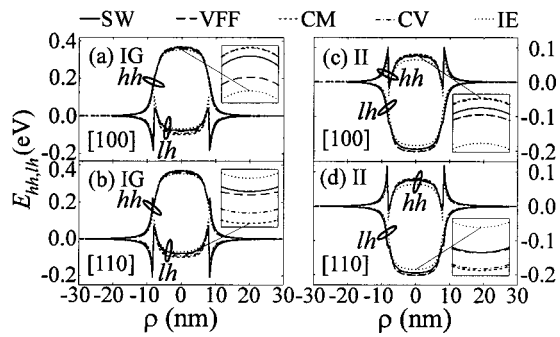 SW VFF CM CV IE
0.4 (a) IG hh lh [100]
0.2
0.0
-0.2
(c) II hh lh [100]
0.1
0.0
-0.1
-0.2
0.4 (b) IG hh lh [110]
0.2
0.0
-0.2
(d) II hh lh [110]
0.1
0.0
-0.1
-0.2
E_hh,lh (eV)
-30 -20 -10 0 10 20 30
-20 -10 0 10 20 30
ρ (nm) ρ (nm)